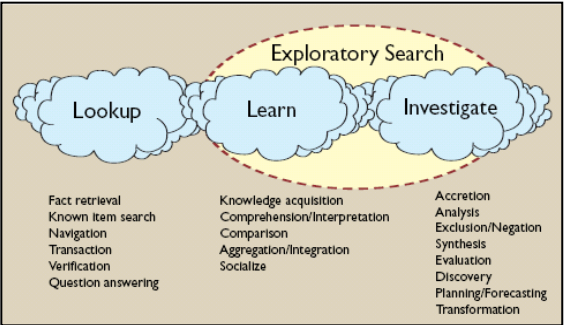 Exploratory Search
Lookup
Learn
Investigate
Fact retrieval
Known item search
Navigation
Transaction
Verification
Question answering
Knowledge acquisition
Comprehension/Interpretation
Comparison
Aggregation/Integration
Socialize
Accretion
Analysis
Exclusion/Negation
Synthesis
Evaluation
Discovery
Planning/Forecasting
Transformation